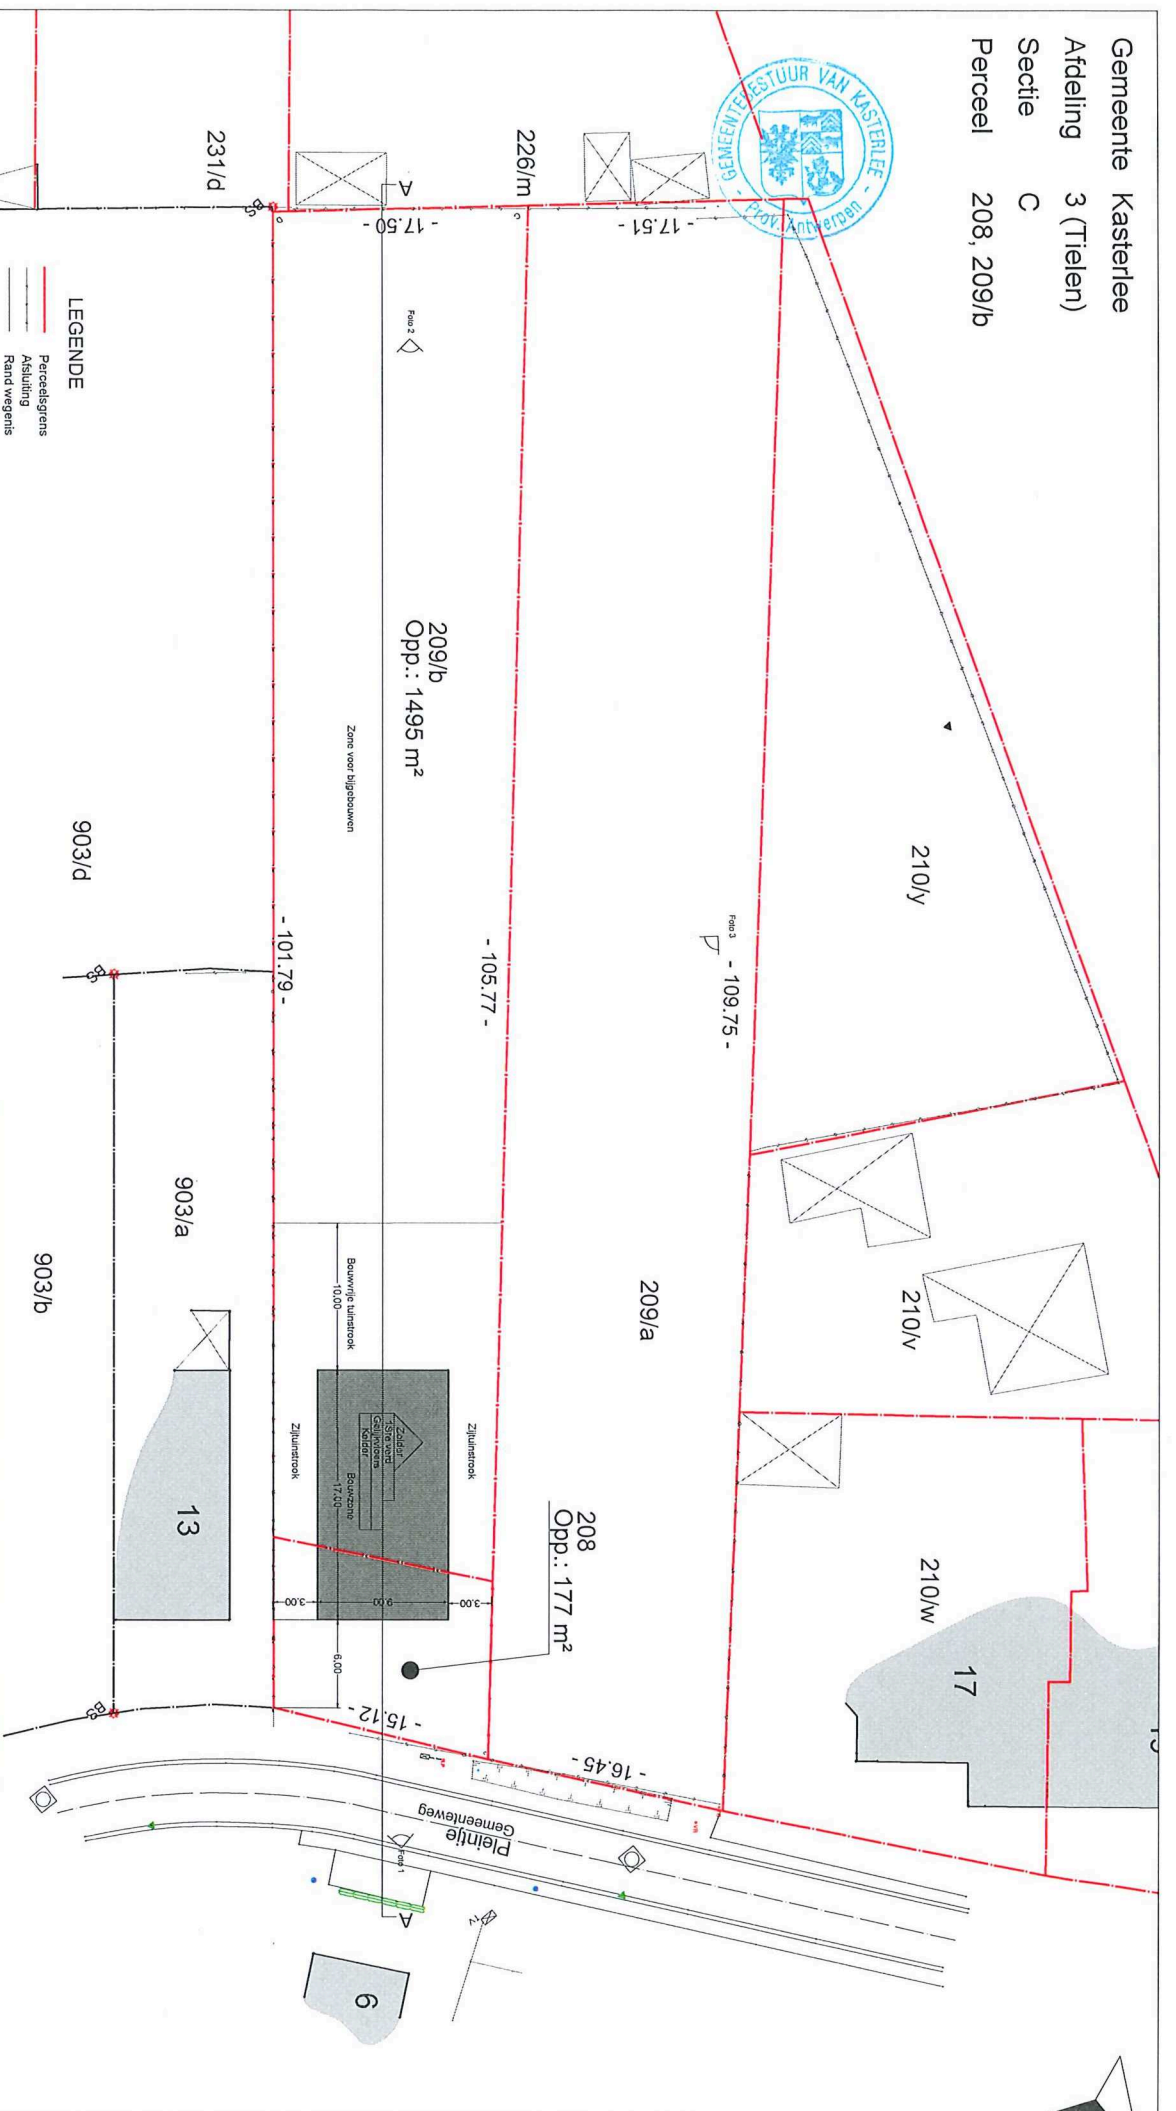 Gemeente Kasterlee
Afdeling 3 (Tielen)
Sectie C
Perceel 208, 209/b
GEMEENTEBESTUUR VAN KASTERLEE
- Prov. Antwerpen -
231/d
226/m
A
- 17.50 -
- 17.51 -
LEGENDE
Perceelsgrens
Afsluiting
Rand wegenis
Foto 2
209/b
Opp.: 1495 m²
Zone voor bijgebouwen
903/d
- 101.79 -
- 105.77 -
Foto 3
- 109.75 -
210/y
903/a
903/b
Bouwvrije tuinstrook
10.00
209/a
210/v
Zijtuinstrook
Zolder
Gelijkvloers
Kelder
Bouwzone
17.00
Zijtuinstrook
13
208
Opp.: 177 m²
3.00
9.00
3.00
6.00
210/w
17
- 15.12 -
- 16.45 -
Pleintje
Gemeenteweg
Foto 1
A
6